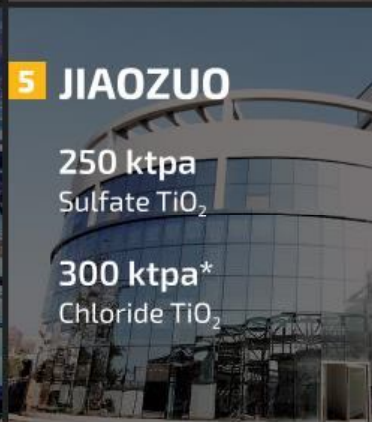 5 JIAOZUO
250 ktpa
Sulfate TiO₂
300 ktpa*
Chloride TiO₂